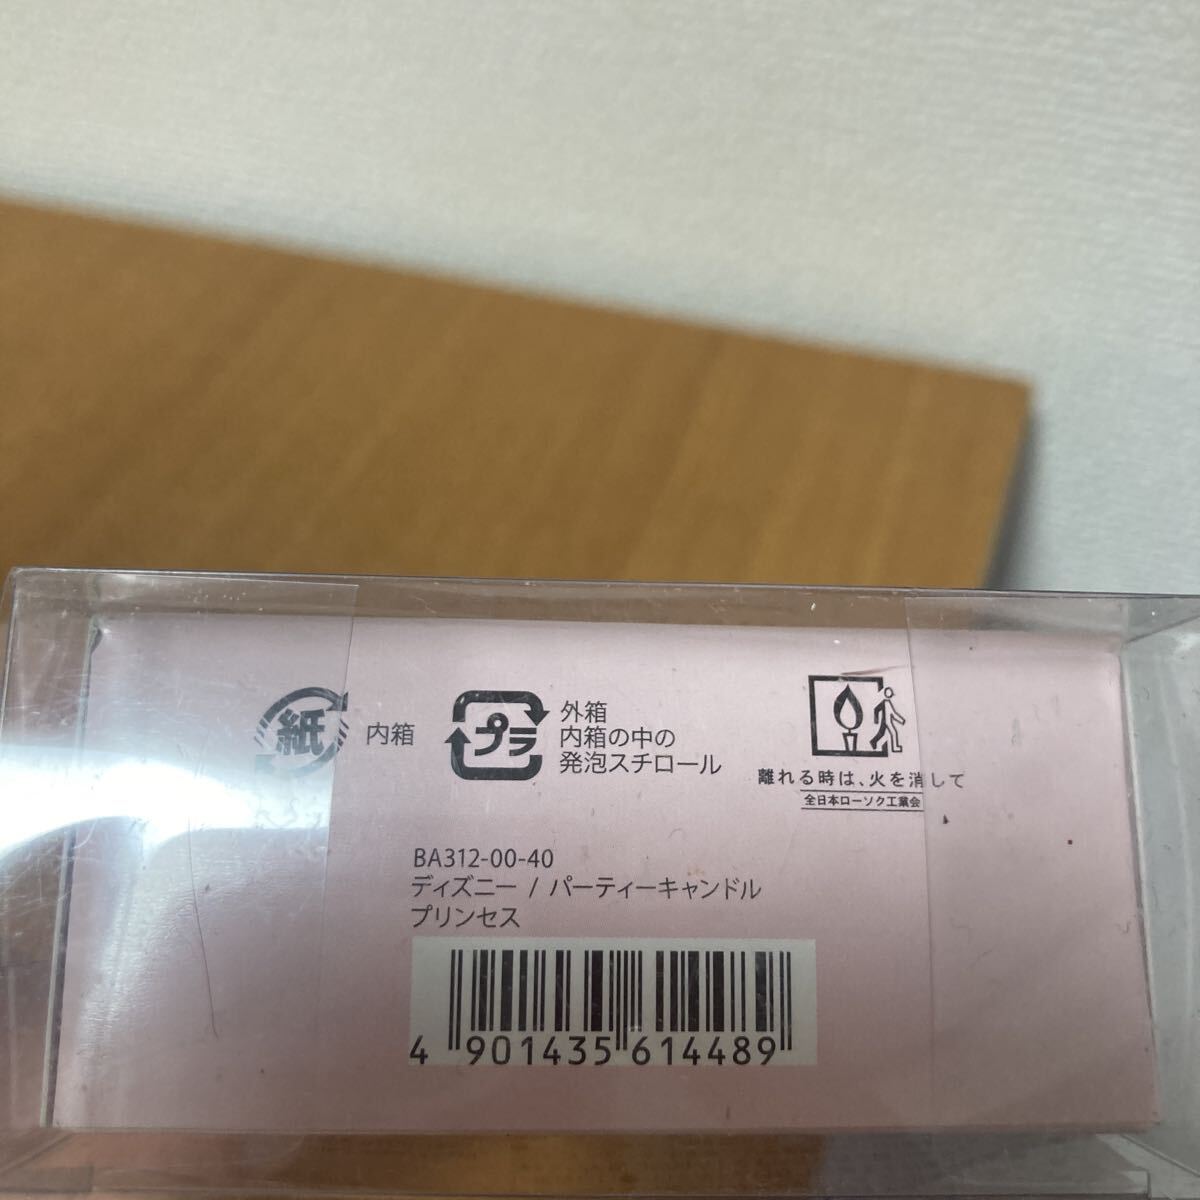 紙 内箱
プラ 外箱
内箱の中の
発泡スチロール
離れる時は、火を消して
全日本ローソク工業会
BA312-00-40
ディズニー / パーティーキャンドル
プリンセス
4 901435 614489